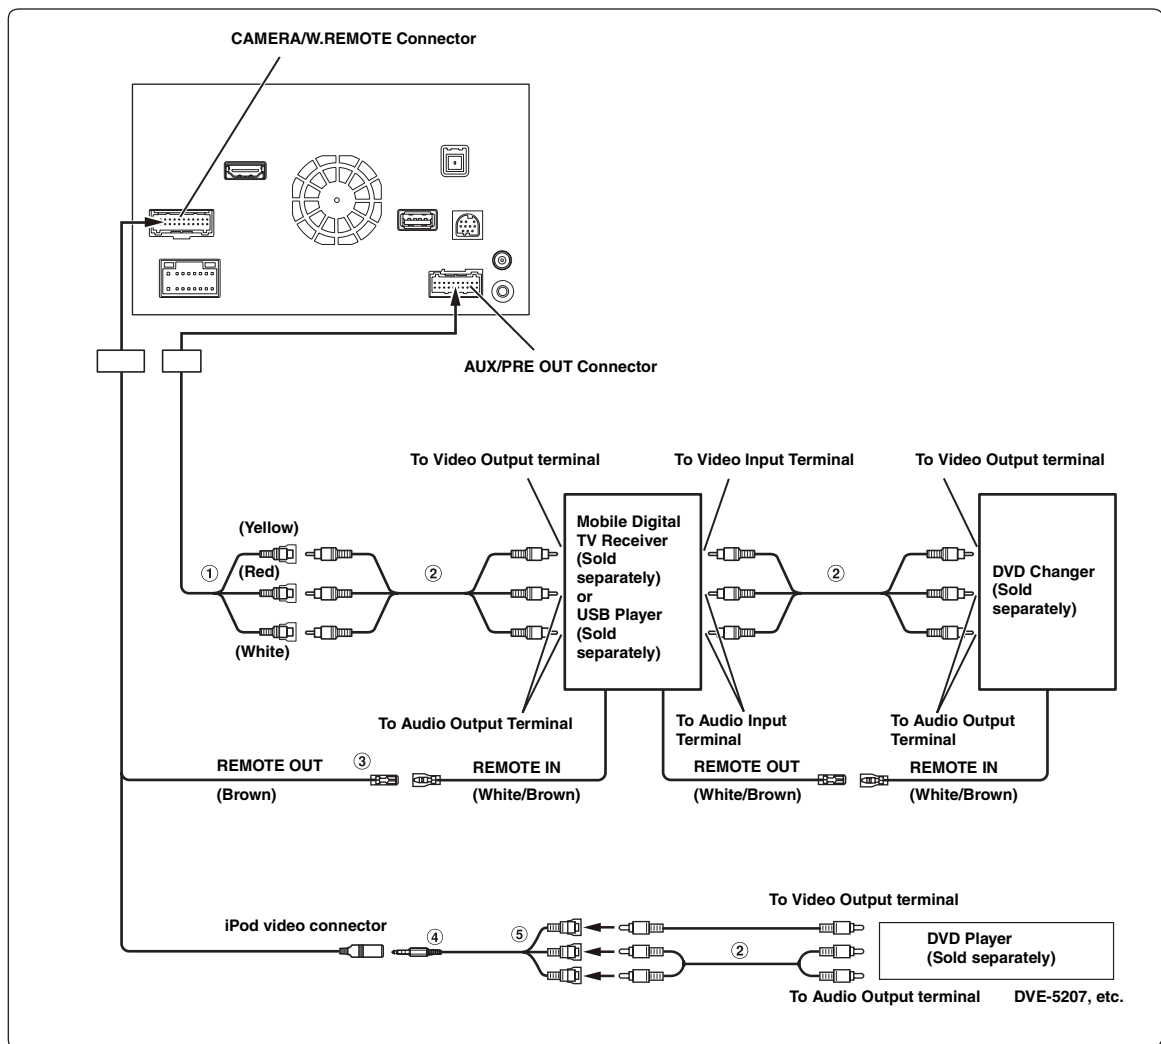 CAMERA/W.REMOTE Connector
AUX/PRE OUT Connector
To Video Output terminal
To Video Input Terminal
To Video Output terminal
(Yellow)
(Red)
(White)
①
②
Mobile Digital
TV Receiver
(Sold
separately)
or
USB Player
(Sold
separately)
②
DVD Changer
(Sold
separately)
To Audio Output Terminal
To Audio Input
Terminal
To Audio Output
Terminal
REMOTE OUT
(Brown)
③
REMOTE IN
(White/Brown)
REMOTE OUT
(White/Brown)
REMOTE IN
(White/Brown)
iPod video connector
④
⑤
To Video Output terminal
②
DVD Player
(Sold separately)
To Audio Output terminal
DVE-5207, etc.